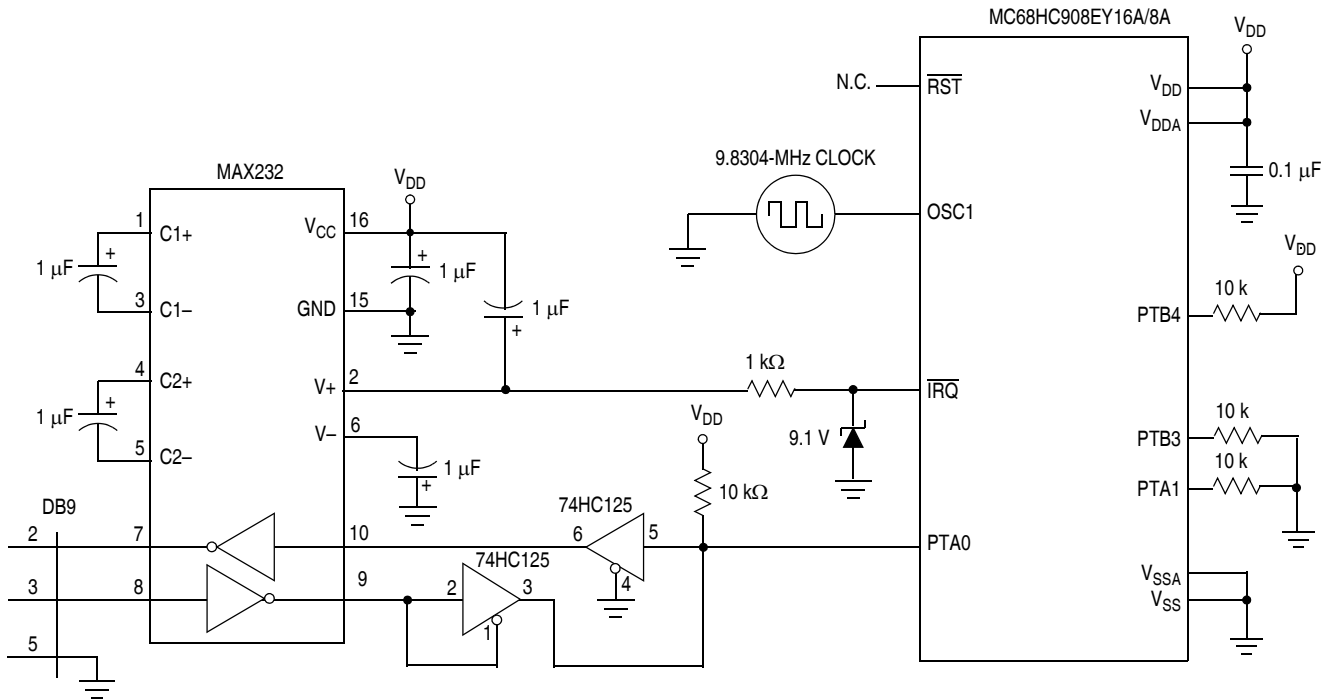 MC68HC908EY16A/8A
VDD
N.C.
RST
VDD
VDDA
0.1 µF
9.8304-MHz CLOCK
OSC1
MAX232
VDD
1
C1+
VCC
16
1 µF
+
+
1 µF
3
C1–
GND
15
1 µF
+
VDD
10 k
PTB4
4
C2+
V+
2
1 kΩ
IRQ
1 µF
+
5
C2–
V–
6
1 µF
+
VDD
9.1 V
10 k
PTB3
10 k
PTA1
10 kΩ
DB9
74HC125
2
7
10
6
5
4
PTA0
74HC125
3
8
9
2
3
1
VSSA
VSS
5